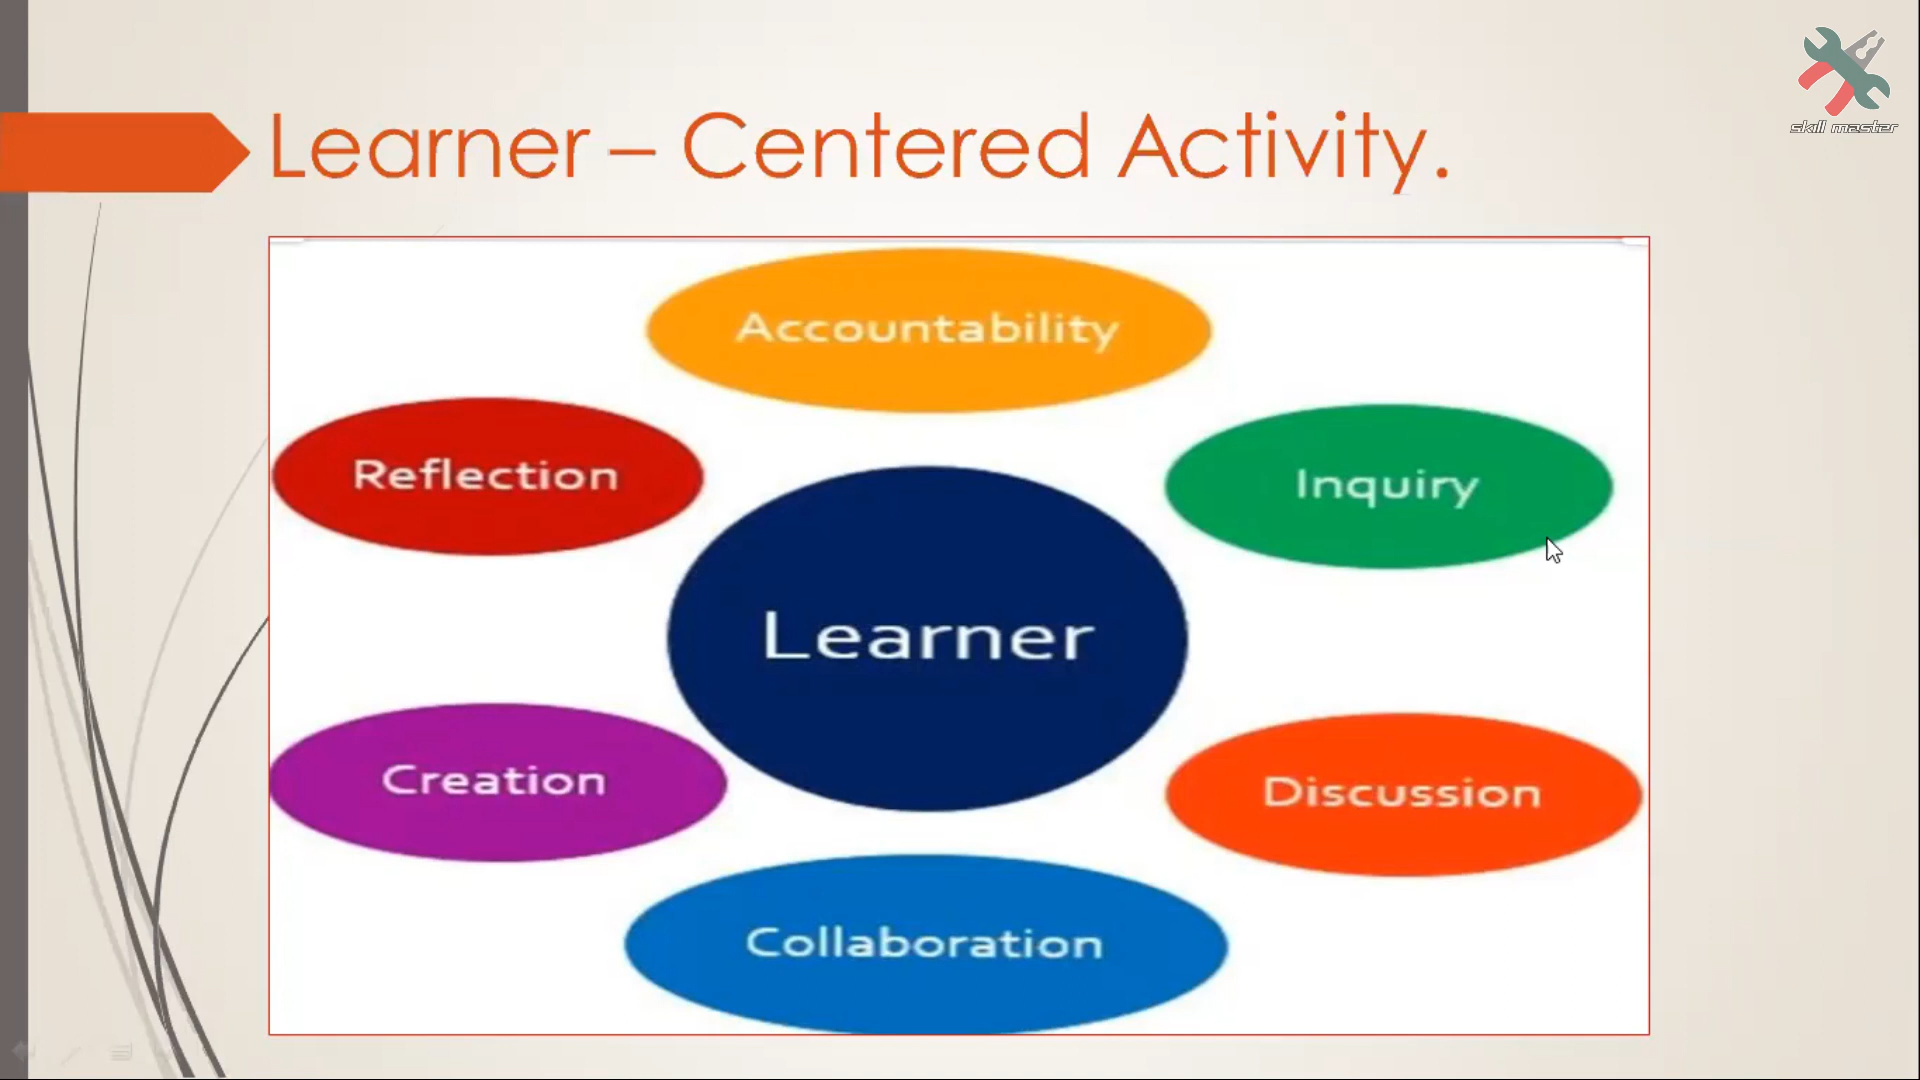 Learner – Centered Activity.
skill master
Accountability
Reflection
Inquiry
Learner
Creation
Discussion
Collaboration